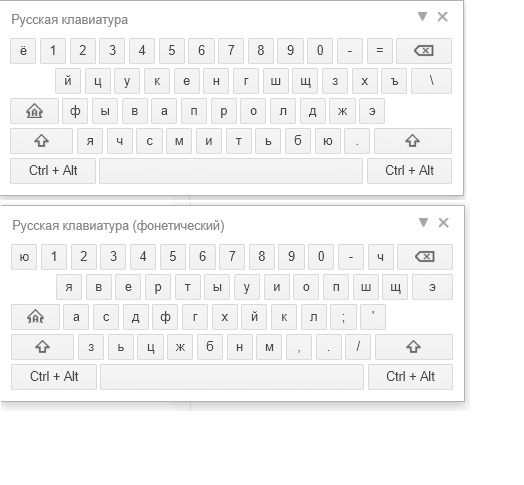 Русская клавиатура
ё 1 2 3 4 5 6 7 8 9 0 - =
й ц у к е н г ш щ з х ъ \
ф ы в а п р о л д ж э
я ч с м и т ь б ю .
Ctrl + Alt Ctrl + Alt
Русская клавиатура (фонетический)
ю 1 2 3 4 5 6 7 8 9 0 - ч
я в е р т ы у и о п ш щ э
а с д ф г х й к л ; '
з ь ц ж б н м , . /
Ctrl + Alt Ctrl + Alt